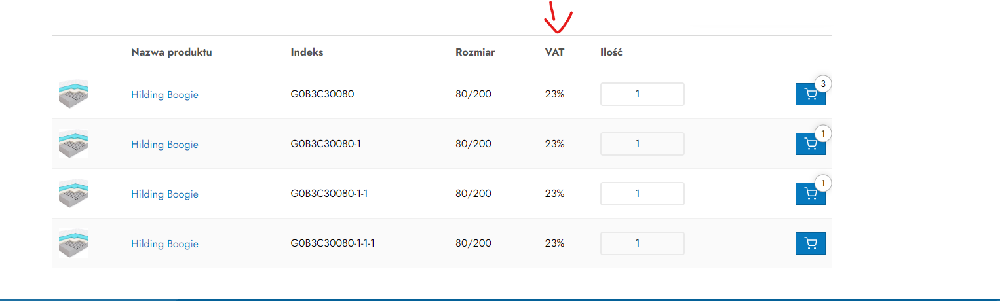 Nazwa produktu Indeks Rozmiar VAT Ilość
Hilding Boogie G0B3C30080 80/200 23% 1 3
Hilding Boogie G0B3C30080-1 80/200 23% 1 1
Hilding Boogie G0B3C30080-1-1 80/200 23% 1 1
Hilding Boogie G0B3C30080-1-1-1 80/200 23% 1